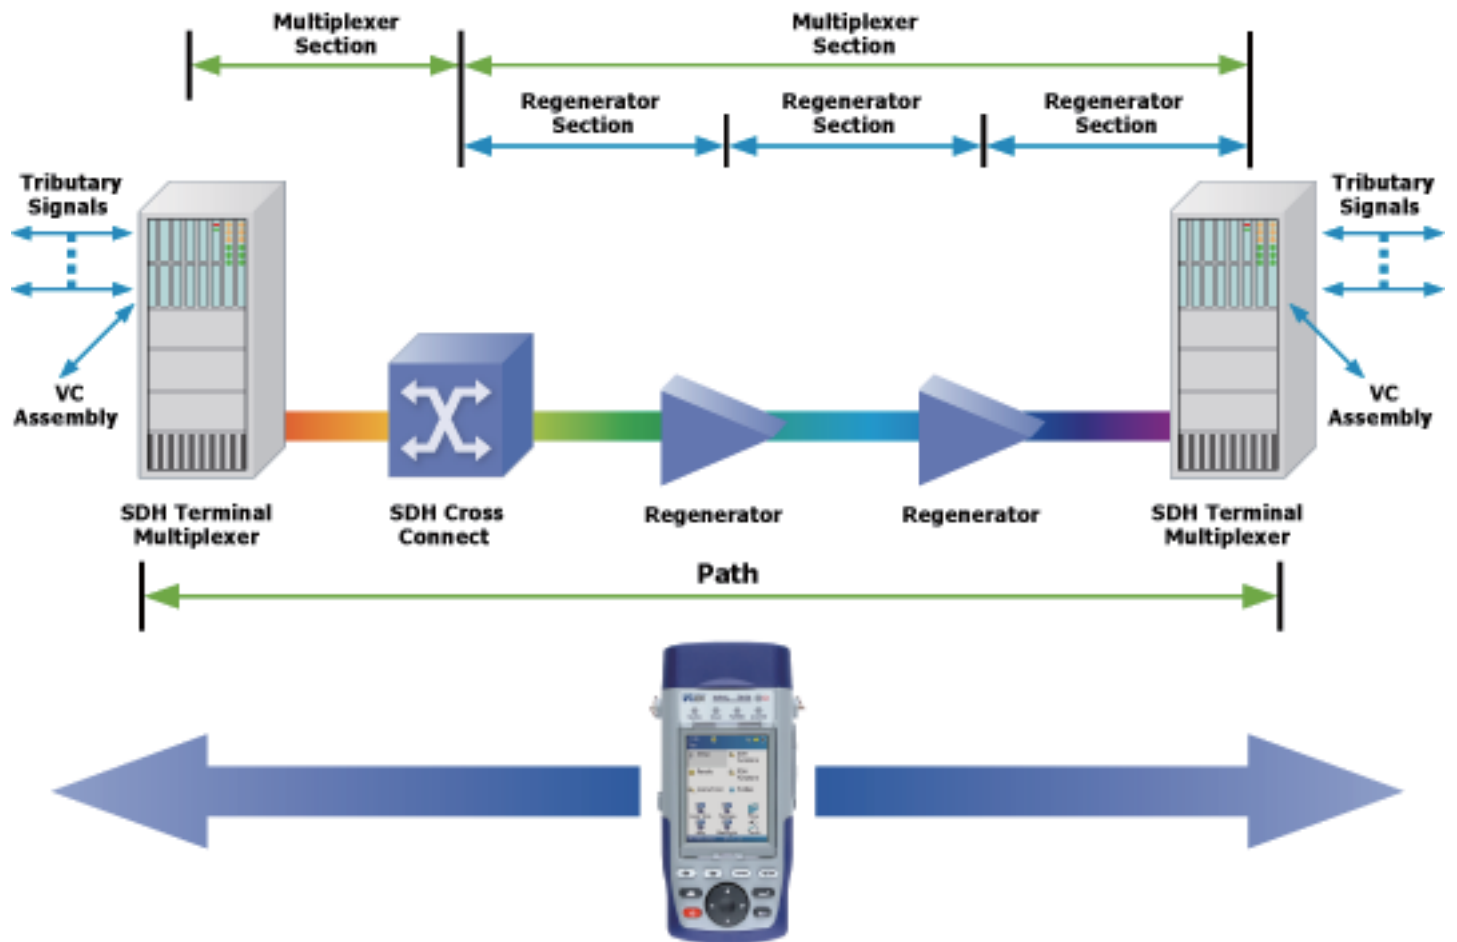 Multiplexer
Section
Multiplexer
Section
Regenerator
Section
Regenerator
Section
Regenerator
Section
Tributary
Signals
Tributary
Signals
VC
Assembly
VC
Assembly
SDH Terminal
Multiplexer
SDH Cross
Connect
Regenerator
Regenerator
SDH Terminal
Multiplexer
Path